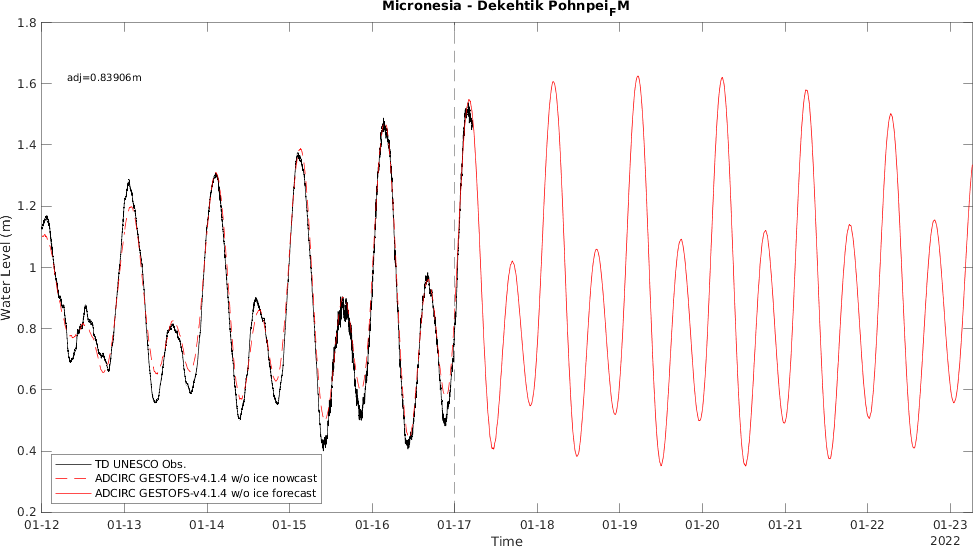 Micronesia - Dekehtik Pohnpei_FM
1.8
adj=0.83906m
1.6
1.4
1.2
1
0.8
0.6
0.4
0.2
Water Level (m)
TD UNESCO Obs.
ADCIRC GESTOFS-v4.1.4 w/o ice nowcast
ADCIRC GESTOFS-v4.1.4 w/o ice forecast
01-12 01-13 01-14 01-15 01-16 01-17 01-18 01-19 01-20 01-21 01-22 01-23
Time
2022